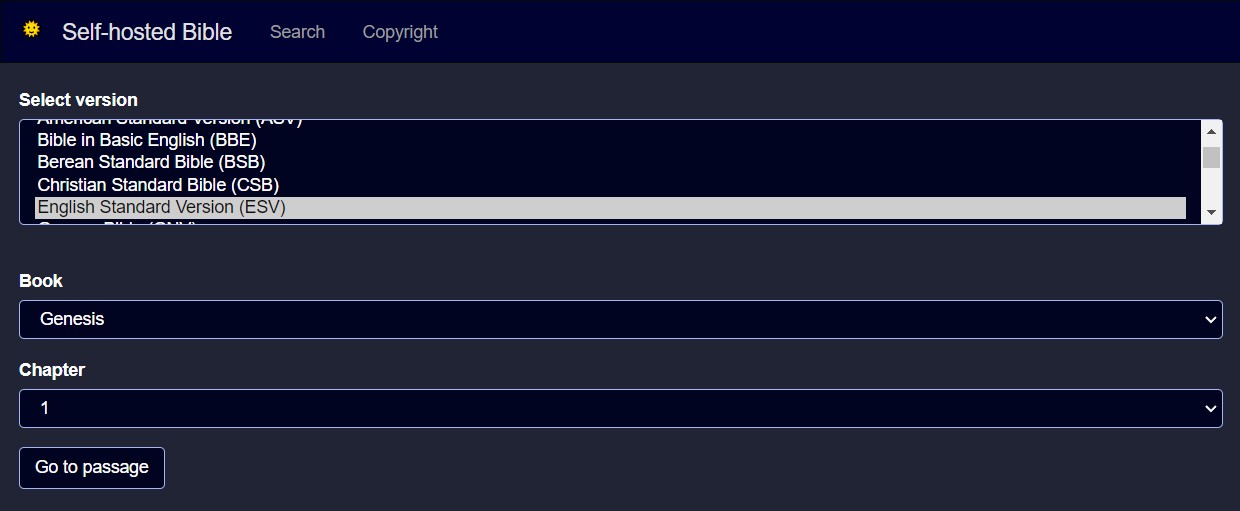 Self-hosted Bible Search Copyright
Select version
American Standard Version (ASV)
Bible in Basic English (BBE)
Berean Standard Bible (BSB)
Christian Standard Bible (CSB)
English Standard Version (ESV)
Book
Genesis
Chapter
1
Go to passage